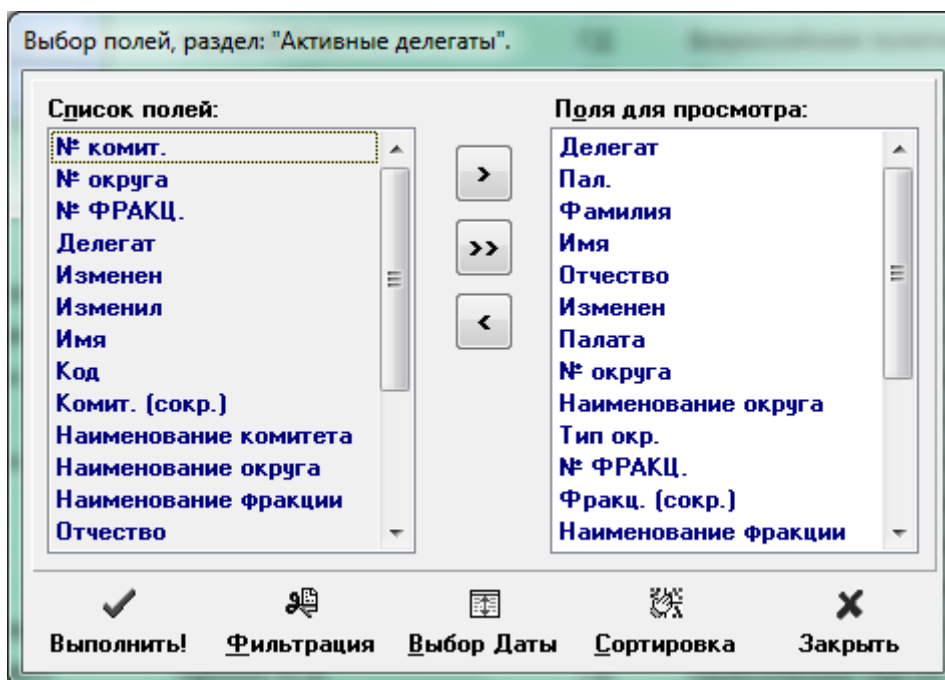 Выбор полей, раздел: "Активные делегаты".
Список полей:
№ комит.
№ округа
№ ФРАКЦ.
Делегат
Изменен
Изменил
Имя
Код
Комит. (сокр.)
Наименование комитета
Наименование округа
Наименование фракции
Отчество
>
>>
<
Поля для просмотра:
Делегат
Пал.
Фамилия
Имя
Отчество
Изменен
Палата
№ округа
Наименование округа
Тип окр.
№ ФРАКЦ.
Фракц. (сокр.)
Наименование фракции
Выполнить! Фильтрация Выбор Даты Сортировка Закрыть